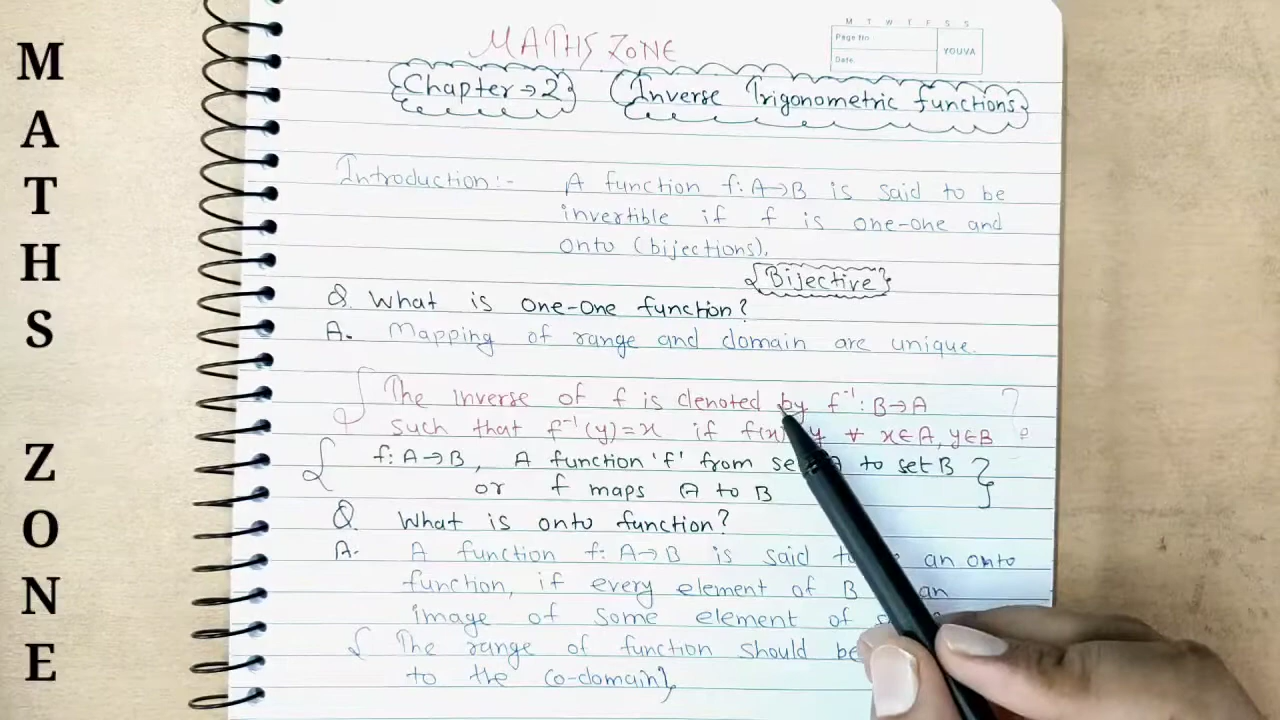 MATHS ZONE
MATHS ZONE
M T W T F S S
Page No
YOUVA
Date
Chapter → 2 Inverse Trigonometric functions
Introduction:- A function f: A→B is said to be
invertible if f is one-one and
onto (bijections).
{Bijective}
Q. What is one-one function?
A. Mapping of range and domain are unique.
The inverse of f is denoted by f⁻¹: B→A
such that f⁻¹(y)=x if f(x) y ∀ x∈A, y∈B
{ f: A→B, A function 'f' from set A to set B }
or f maps A to B
Q. What is onto function?
A. A function f: A→B is said an onto
function, if every element of B an
image of some element of
{ The range of function should be
to the co-domain}